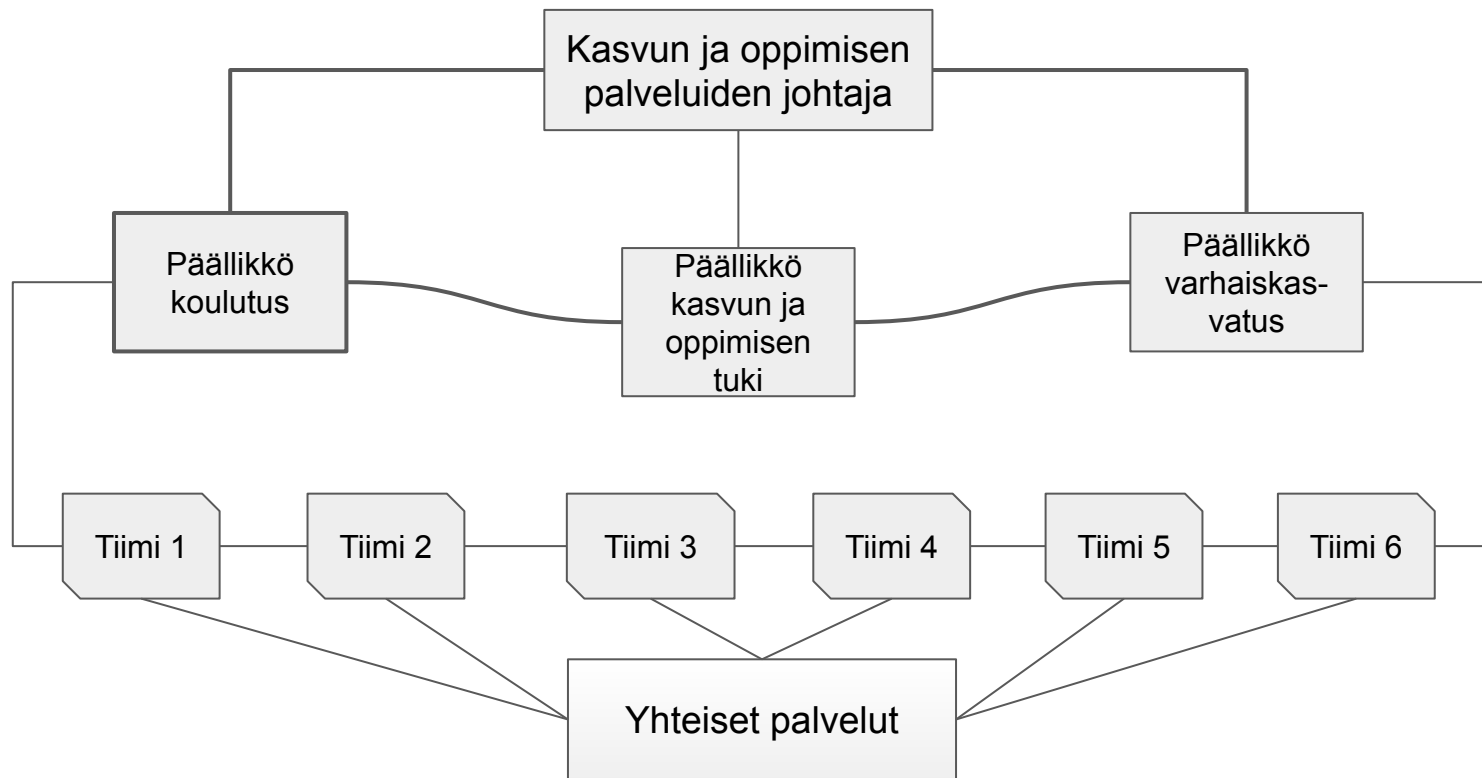 Kasvun ja oppimisen
palveluiden johtaja
Päällikkö
koulutus
Päällikkö
kasvun ja
oppimisen
tuki
Päällikkö
varhaiskas-
vatus
Tiimi 1
Tiimi 2
Tiimi 3
Tiimi 4
Tiimi 5
Tiimi 6
Yhteiset palvelut